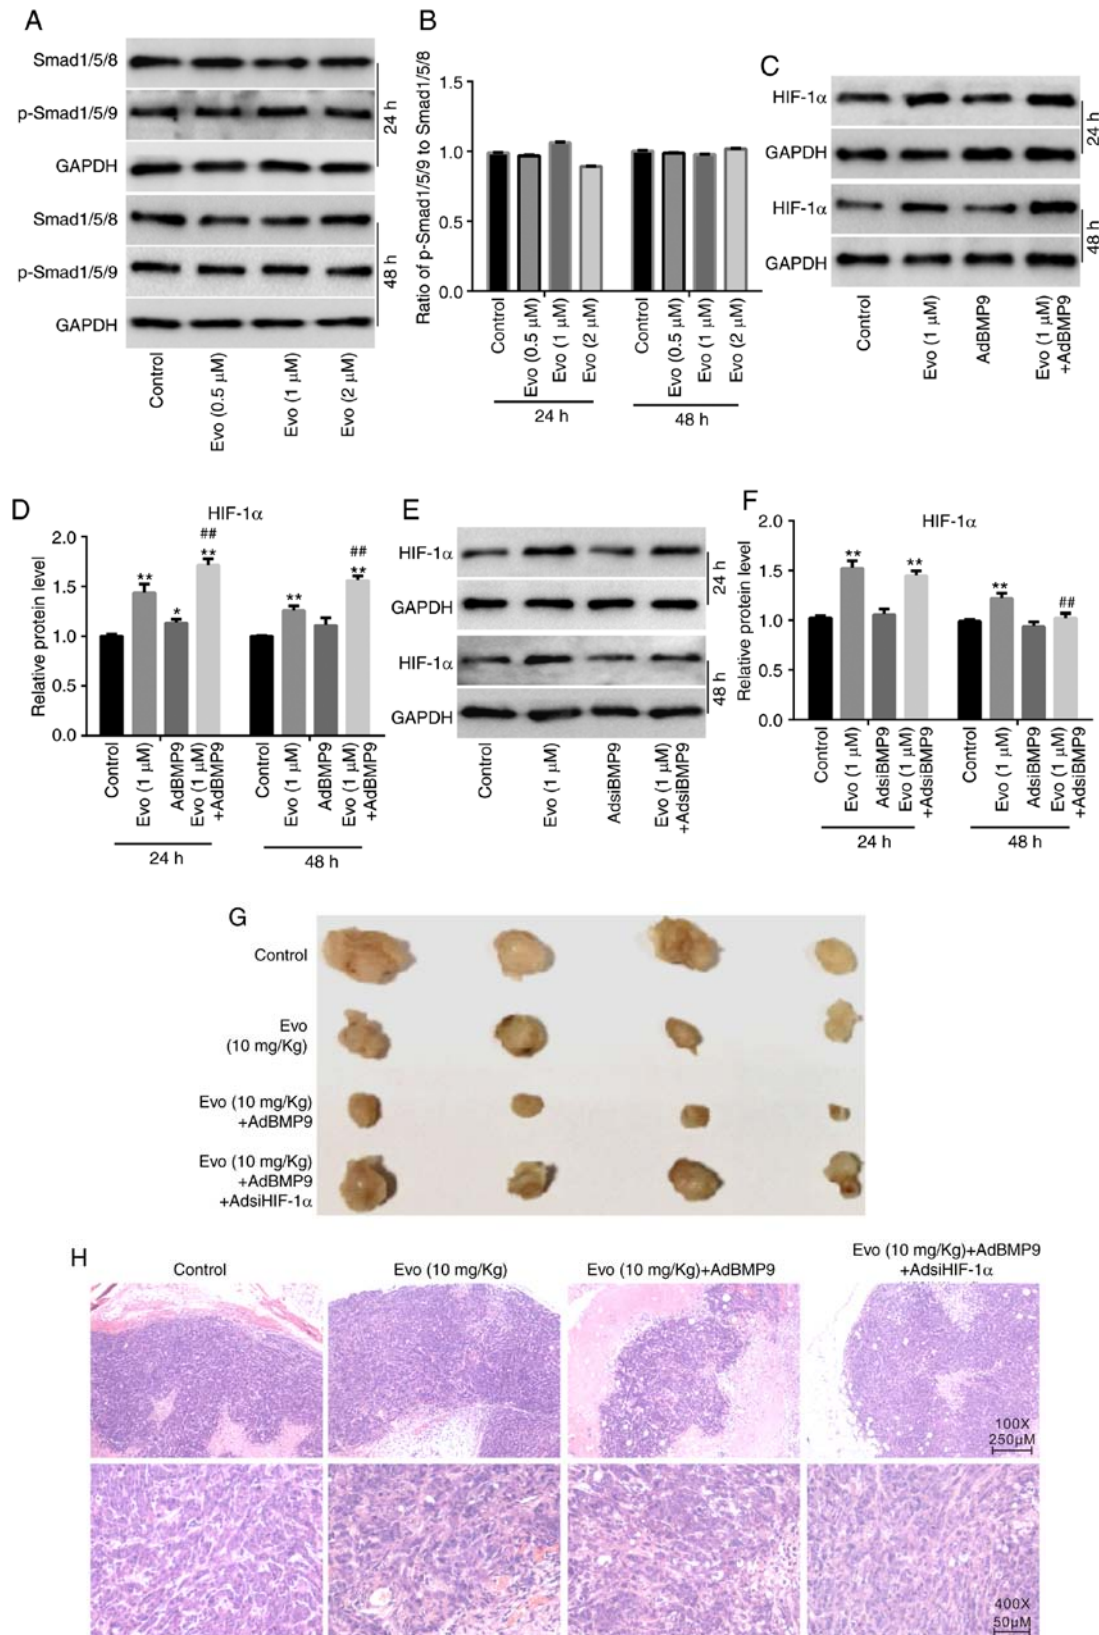 A
Smad1/5/8
p-Smad1/5/9
GAPDH
24 h
Smad1/5/8
p-Smad1/5/9
GAPDH
48 h
Control
Evo (0.5 μM)
Evo (1 μM)
Evo (2 μM)
B
Ratio of p-Smad1/5/9 to Smad1/5/8
1.5
1.0
0.5
0.0
Control
Evo (0.5 μM)
Evo (1 μM)
Evo (2 μM)
24 h
Control
Evo (0.5 μM)
Evo (1 μM)
Evo (2 μM)
48 h
C
HIF-1α
GAPDH
24 h
HIF-1α
GAPDH
48 h
Control
Evo (1 μM)
AdBMP9
Evo (1 μM)
+AdBMP9
D
HIF-1α
Relative protein level
2.0
1.5
1.0
0.5
0.0
**
*
##
**
**
##
**
Control
Evo (1 μM)
AdBMP9
Evo (1 μM)
+AdBMP9
24 h
Control
Evo (1 μM)
AdBMP9
Evo (1 μM)
+AdBMP9
48 h
E
HIF-1α
GAPDH
24 h
HIF-1α
GAPDH
48 h
Control
Evo (1 μM)
AdsiBMP9
Evo (1 μM)
+AdsiBMP9
F
HIF-1α
Relative protein level
2.0
1.5
1.0
0.5
0.0
**
**
**
##
Control
Evo (1 μM)
AdsiBMP9
Evo (1 μM)
+AdsiBMP9
24 h
Control
Evo (1 μM)
AdsiBMP9
Evo (1 μM)
+AdsiBMP9
48 h
G
Control
Evo
(10 mg/Kg)
Evo (10 mg/Kg)
+AdBMP9
Evo (10 mg/Kg)
+AdBMP9
+AdsiHIF-1α
H
Control
Evo (10 mg/Kg)
Evo (10 mg/Kg)+AdBMP9
Evo (10 mg/Kg)+AdBMP9
+AdsiHIF-1α
100X
250μM
400X
50μM